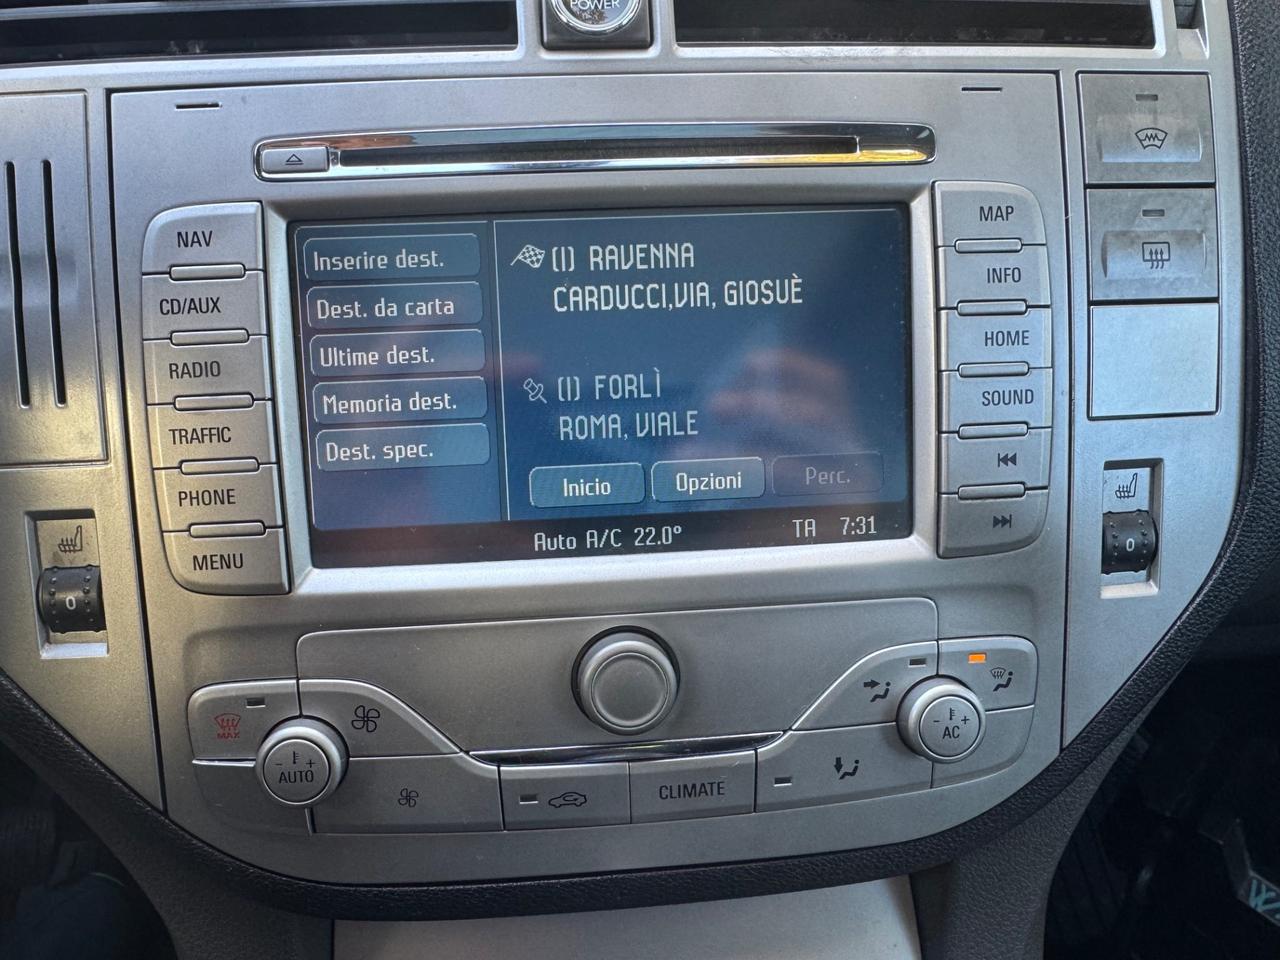 POWER
NAV
CD/AUX
RADIO
TRAFFIC
PHONE
MENU
Inserire dest.
Dest. da carta
Ultime dest.
Memoria dest.
Dest. spec.
(I) RAVENNA
CARDUCCI,VIA, GIOSUÈ
(I) FORLÌ
ROMA, VIALE
Inicio
Opzioni
Perc.
Auto A/C 22.0° TA 7:31
MAP
INFO
HOME
SOUND
0
0
MAX
- +
AUTO
CLIMATE
- +
AC